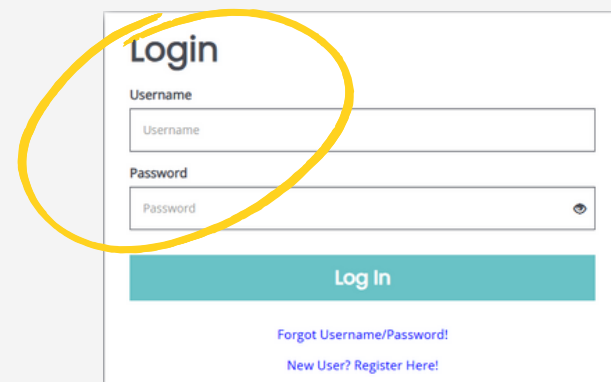 Login
Username
Username
Password
Password
Log In
Forgot Username/Password!
New User? Register Here!